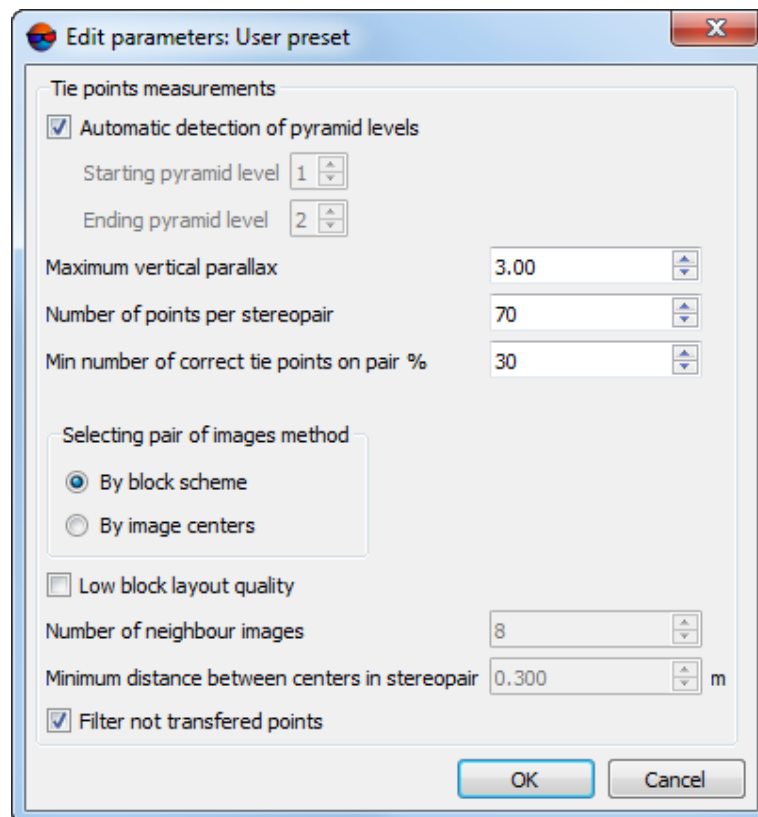 Edit parameters: User preset
Tie points measurements
Automatic detection of pyramid levels
Starting pyramid level 1
Ending pyramid level 2
Maximum vertical parallax 3.00
Number of points per stereopair 70
Min number of correct tie points on pair % 30
Selecting pair of images method
By block scheme
By image centers
Low block layout quality
Number of neighbour images 8
Minimum distance between centers in stereopair 0.300 m
Filter not transfered points
OK Cancel